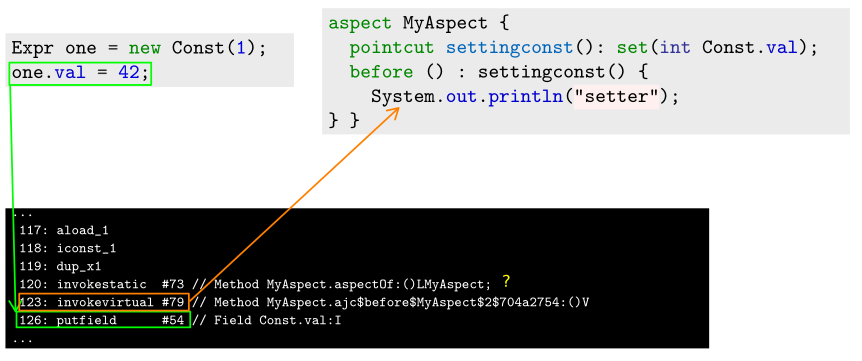 Expr one = new Const(1);
one.val = 42;
aspect MyAspect {
pointcut settingconst(): set(int Const.val);
before () : settingconst() {
System.out.println("setter");
} }
...
117: aload_1
118: iconst_1
119: dup_x1
120: invokestatic #73 // Method MyAspect.aspectOf:()LMyAspect; ?
123: invokevirtual #79 // Method MyAspect.ajc$before$MyAspect$2$704a2754:()V
126: putfield #54 // Field Const.val:I
...